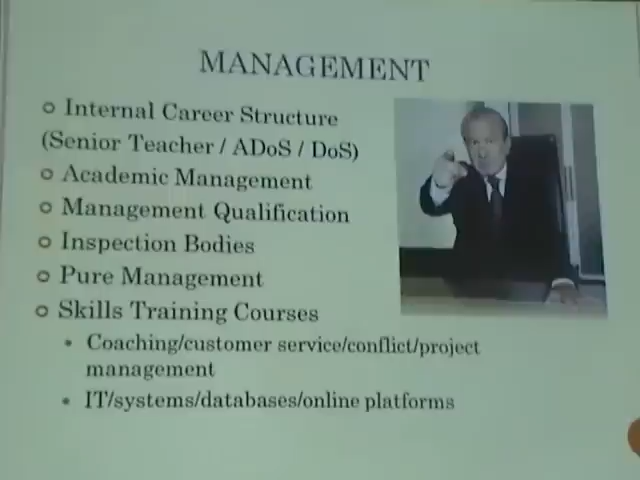 MANAGEMENT
Internal Career Structure
(Senior Teacher / ADoS / DoS)
Academic Management
Management Qualification
Inspection Bodies
Pure Management
Skills Training Courses
Coaching/customer service/conflict/project
management
IT/systems/databases/online platforms